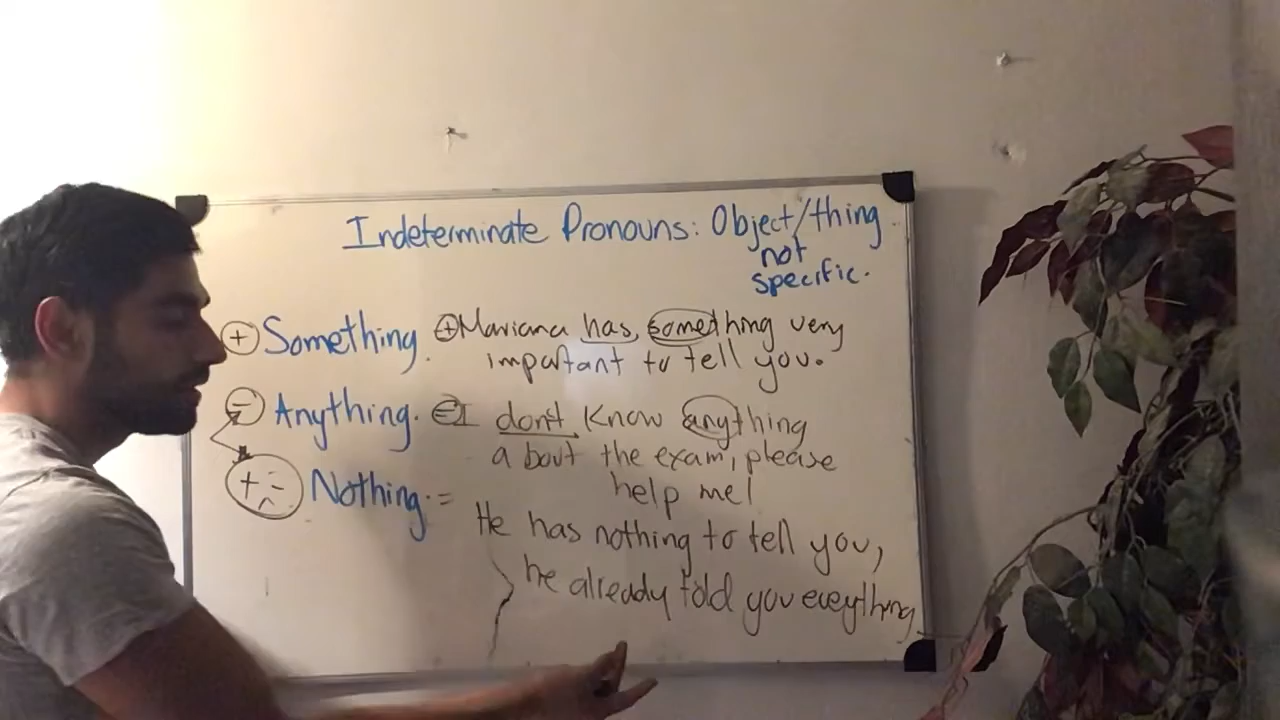 Indeterminate Pronouns: Object/thing
not
specific.
+ Something. + Mariana has something very
important to tell you.
- Anything. - I don't know anything
about the exam, please
help me!
+ - Nothing. =
He has nothing to tell you,
he already told you eveything